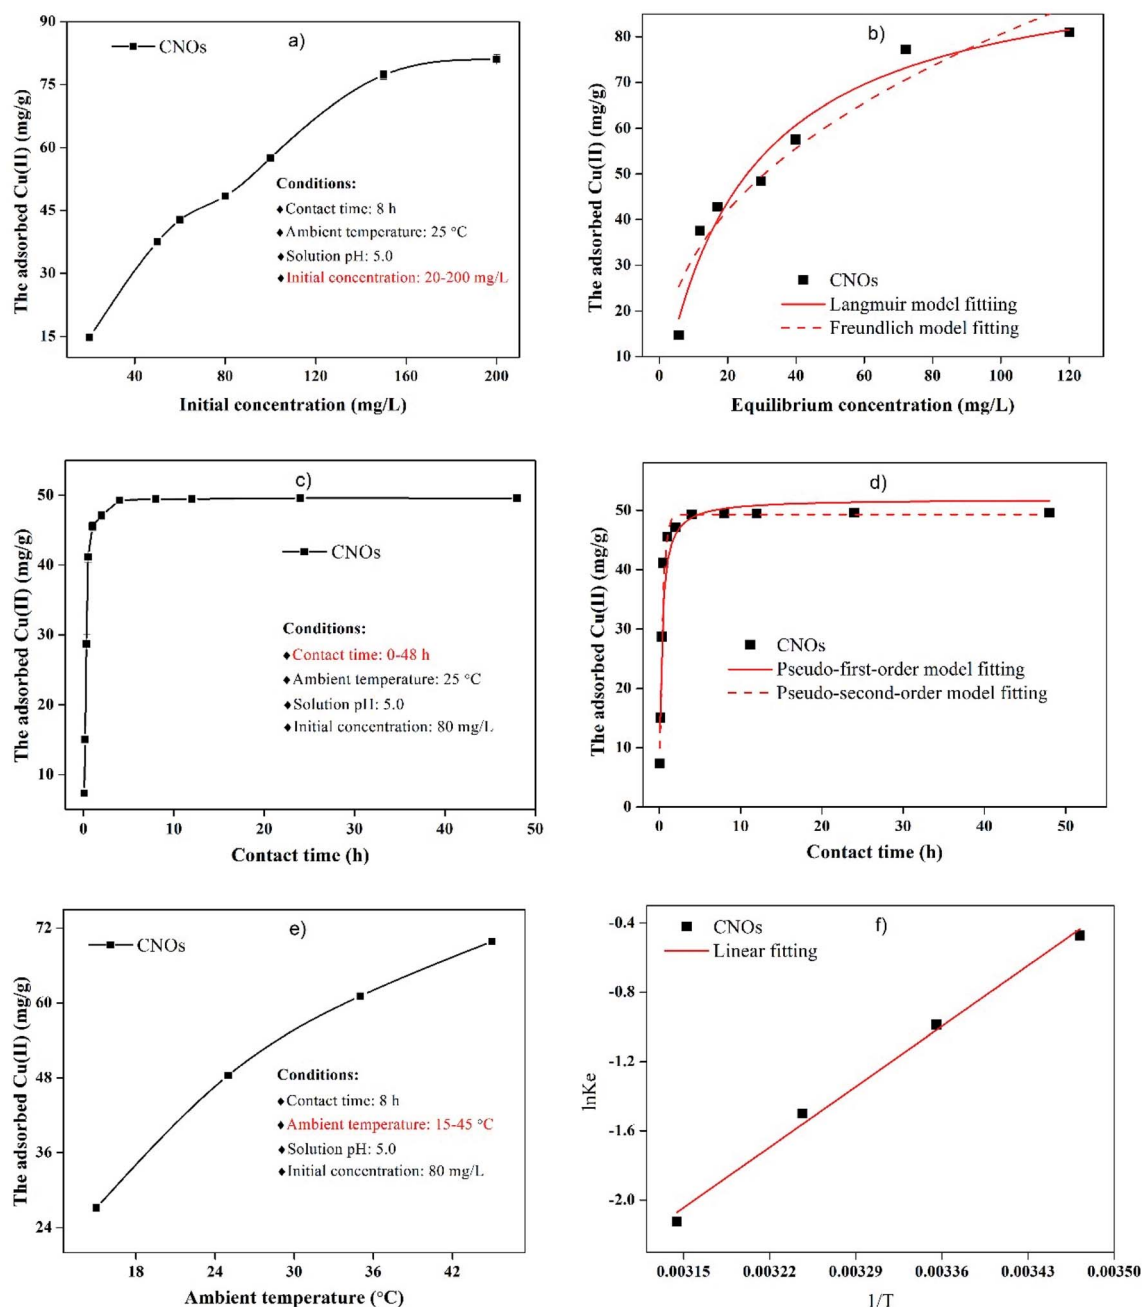 a)
CNOs
Conditions:
◆Contact time: 8 h
◆Ambient temperature: 25 °C
◆Solution pH: 5.0
◆Initial concentration: 20-200 mg/L
The adsorbed Cu(II) (mg/g)
90
75
60
45
30
15
40 80 120 160 200
Initial concentration (mg/L)
b)
CNOs
Langmuir model fittiing
Freundlich model fitting
The adsorbed Cu(II) (mg/g)
80
70
60
50
40
30
20
10
0 20 40 60 80 100 120
Equilibrium concentration (mg/L)
c)
CNOs
Conditions:
◆Contact time: 0-48 h
◆Ambient temperature: 25 °C
◆Solution pH: 5.0
◆Initial concentration: 80 mg/L
The adsorbed Cu(II) (mg/g)
50
40
30
20
10
0 10 20 30 40 50
Contact time (h)
d)
CNOs
Pseudo-first-order model fitting
Pseudo-second-order model fitting
The adsorbed Cu(II) (mg/g)
50
40
30
20
10
0
0 10 20 30 40 50
Contact time (h)
e)
CNOs
Conditions:
◆Contact time: 8 h
◆Ambient temperature: 15-45 °C
◆Solution pH: 5.0
◆Initial concentration: 80 mg/L
The adsorbed Cu(II) (mg/g)
72
60
48
36
24
18 24 30 36 42
Ambient temperature (°C)
f)
CNOs
Linear fitting
lnKe
-0.4
-0.8
-1.2
-1.6
-2.0
0.00315 0.00322 0.00329 0.00336 0.00343 0.00350
1/T